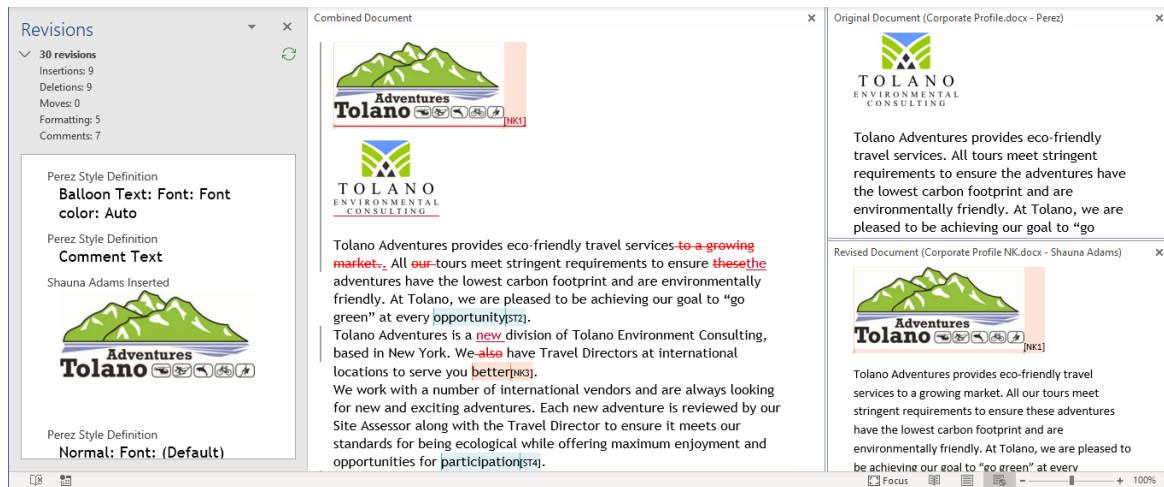 Revisions
30 revisions
Insertions: 9
Deletions: 9
Moves: 0
Formatting: 5
Comments: 7
Perez Style Definition
Balloon Text: Font: Font
color: Auto
Perez Style Definition
Comment Text
Shauna Adams Inserted
Adventures
Tolano
Perez Style Definition
Normal: Font: (Default)
Combined Document
Adventures
Tolano
[NK1]
TOLANO
ENVIRONMENTAL
CONSULTING
Tolano Adventures provides eco-friendly travel services to a growing
market.. All our tours meet stringent requirements to ensure thesethe
adventures have the lowest carbon footprint and are environmentally
friendly. At Tolano, we are pleased to be achieving our goal to “go
green” at every opportunity[ST2].
Tolano Adventures is a new division of Tolano Environment Consulting,
based in New York. We also have Travel Directors at international
locations to serve you better[NK3].
We work with a number of international vendors and are always looking
for new and exciting adventures. Each new adventure is reviewed by our
Site Assessor along with the Travel Director to ensure it meets our
standards for being ecological while offering maximum enjoyment and
opportunities for participation[ST4].
Original Document (Corporate Profile.docx - Perez)
TOLANO
ENVIRONMENTAL
CONSULTING
Tolano Adventures provides eco-friendly
travel services. All tours meet stringent
requirements to ensure the adventures have
the lowest carbon footprint and are
environmentally friendly. At Tolano, we are
pleased to be achieving our goal to “go
Revised Document (Corporate Profile NK.docx - Shauna Adams)
Adventures
Tolano
[NK1]
Tolano Adventures provides eco-friendly travel
services to a growing market. All our tours meet
stringent requirements to ensure these adventures
have the lowest carbon footprint and are
environmentally friendly. At Tolano, we are pleased to
be achieving our goal to “go green” at every
Focus
100%